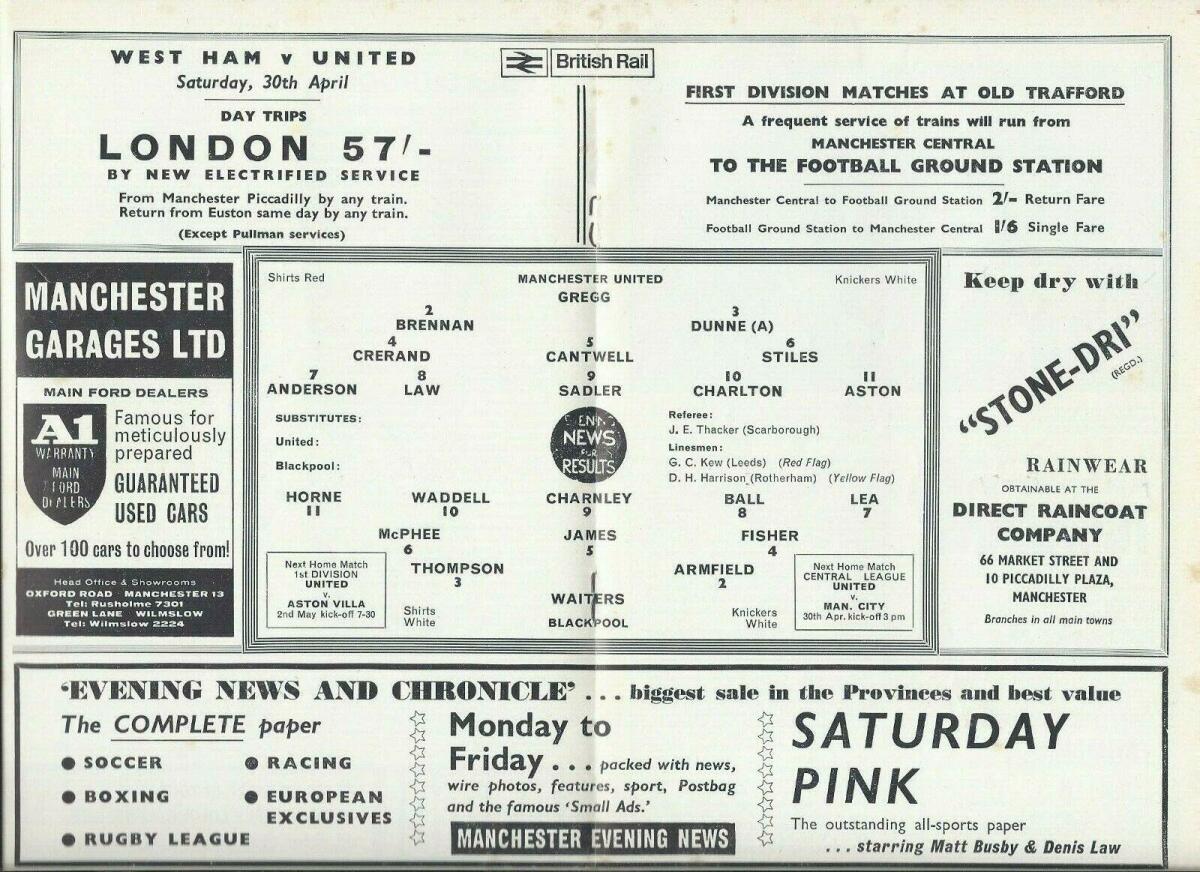 WEST HAM v UNITED
Saturday, 30th April
DAY TRIPS
LONDON 57/-
BY NEW ELECTRIFIED SERVICE
From Manchester Piccadilly by any train.
Return from Euston same day by any train.
(Except Pullman services)
British Rail
FIRST DIVISION MATCHES AT OLD TRAFFORD
A frequent service of trains will run from
MANCHESTER CENTRAL
TO THE FOOTBALL GROUND STATION
Manchester Central to Football Ground Station 2/- Return Fare
Football Ground Station to Manchester Central 1/6 Single Fare
MANCHESTER
GARAGES LTD
MAIN FORD DEALERS
A1
WARRANTY
MAIN
FORD
DEALERS
Famous for
meticulously
prepared
GUARANTEED
USED CARS
Over 100 cars to choose from!
Head Office & Showrooms
OXFORD ROAD MANCHESTER 13
Tel: Rusholme 7301
GREEN LANE WILMSLOW
Tel: Wilmslow 2224
Shirts Red
MANCHESTER UNITED
Knickers White
GREGG
2 3
BRENNAN DUNNE (A)
4 5 6
CRERAND CANTWELL STILES
7 8 9 10 11
ANDERSON LAW SADLER CHARLTON ASTON
SUBSTITUTES:
United:
Blackpool:
NEWS
FOR
RESULTS
Referee:
J. E. Thacker (Scarborough)
Linesmen:
G. C. Kew (Leeds) (Red Flag)
D. H. Harrison (Rotherham) (Yellow Flag)
HORNE WADDELL CHARNLEY BALL LEA
11 10 9 8 7
McPHEE JAMES FISHER
6 5 4
THOMPSON ARMFIELD
3 2
WAITERS
BLACKPOOL
Next Home Match
1st DIVISION
UNITED
v.
ASTON VILLA
2nd May kick-off 7-30
Shirts
White
Knickers
White
Next Home Match
CENTRAL LEAGUE
UNITED
v.
MAN. CITY
30th Apr. kick-off 3 pm
Keep dry with
"STONE-DRI"
(REGD.)
RAINWEAR
OBTAINABLE AT THE
DIRECT RAINCOAT
COMPANY
66 MARKET STREET AND
10 PICCADILLY PLAZA,
MANCHESTER
Branches in all main towns
'EVENING NEWS AND CHRONICLE' . . . biggest sale in the Provinces and best value
The COMPLETE paper
● SOCCER
● RACING
● BOXING
● EUROPEAN
EXCLUSIVES
● RUGBY LEAGUE
Monday to
Friday . . . packed with news,
wire photos, features, sport, Postbag
and the famous 'Small Ads.'
MANCHESTER EVENING NEWS
SATURDAY
PINK
The outstanding all-sports paper
. . . starring Matt Busby & Denis Law